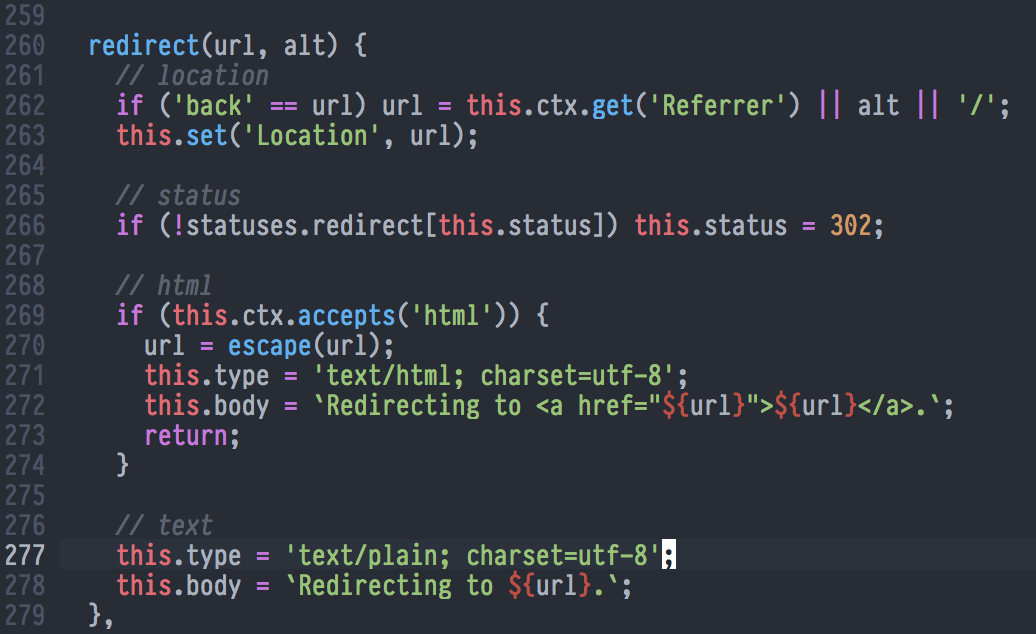 259
260 redirect(url, alt) {
261 // location
262 if ('back' == url) url = this.ctx.get('Referrer') || alt || '/';
263 this.set('Location', url);
264
265 // status
266 if (!statuses.redirect[this.status]) this.status = 302;
267
268 // html
269 if (this.ctx.accepts('html')) {
270 url = escape(url);
271 this.type = 'text/html; charset=utf-8';
272 this.body = `Redirecting to <a href="${url}">${url}</a>.`;
273 return;
274 }
275
276 // text
277 this.type = 'text/plain; charset=utf-8';
278 this.body = `Redirecting to ${url}.`;
279 },